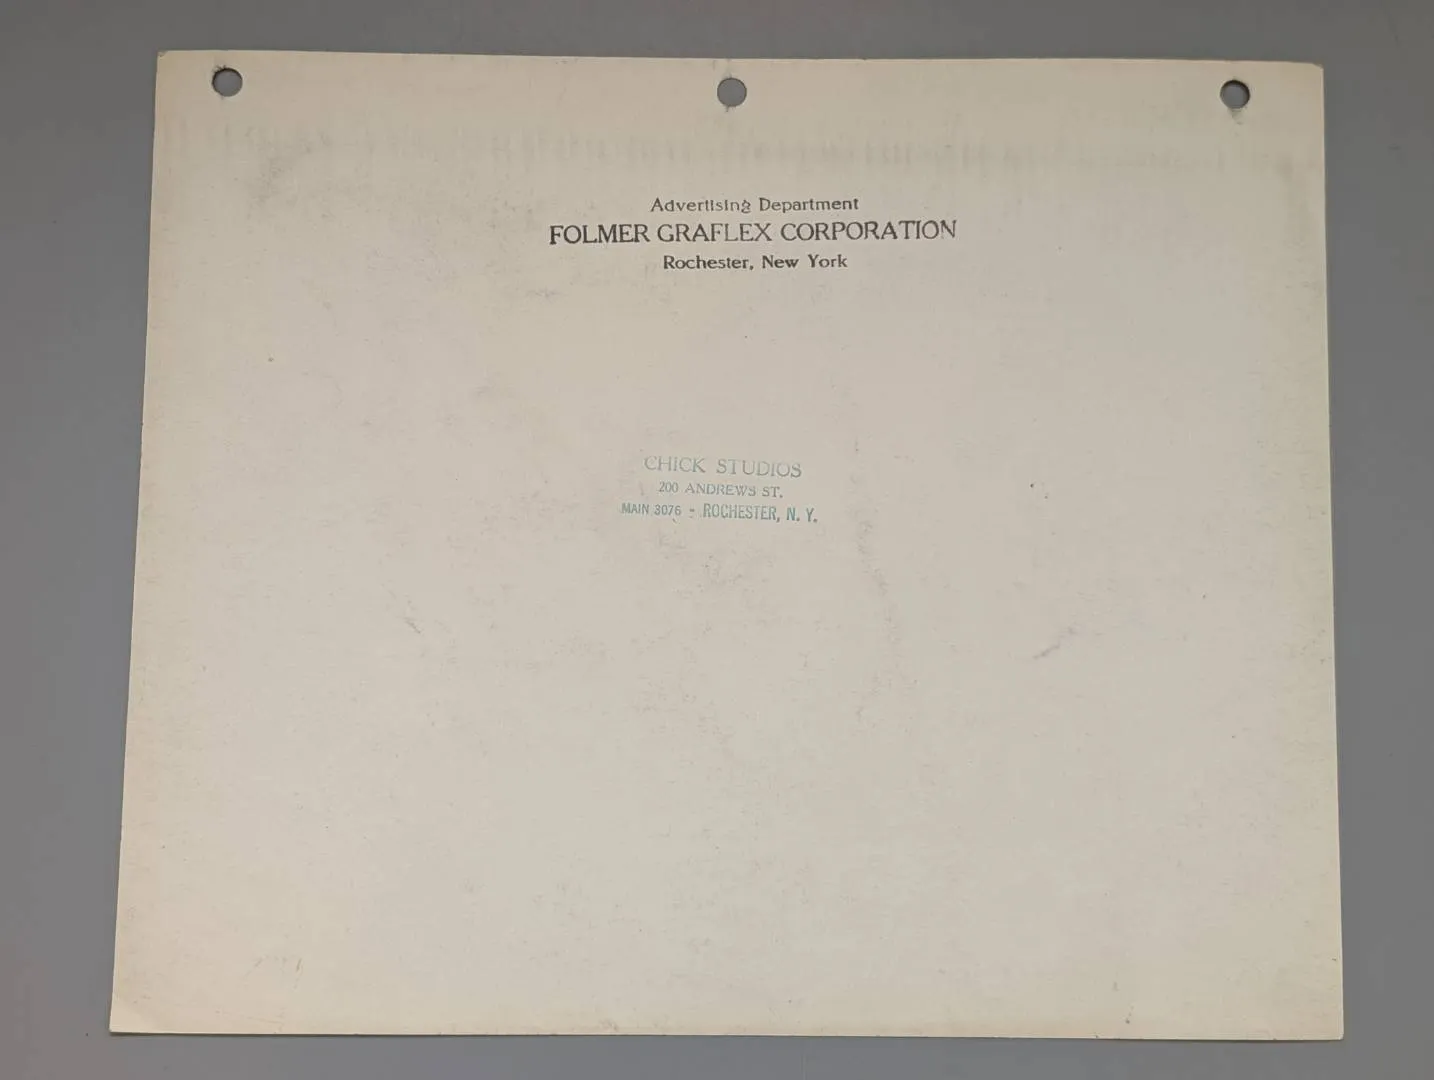 Advertising Department
FOLMER GRAFLEX CORPORATION
Rochester, New York
CHICK STUDIOS
200 ANDREWS ST.
MAIN 3076 - ROCHESTER, N. Y.